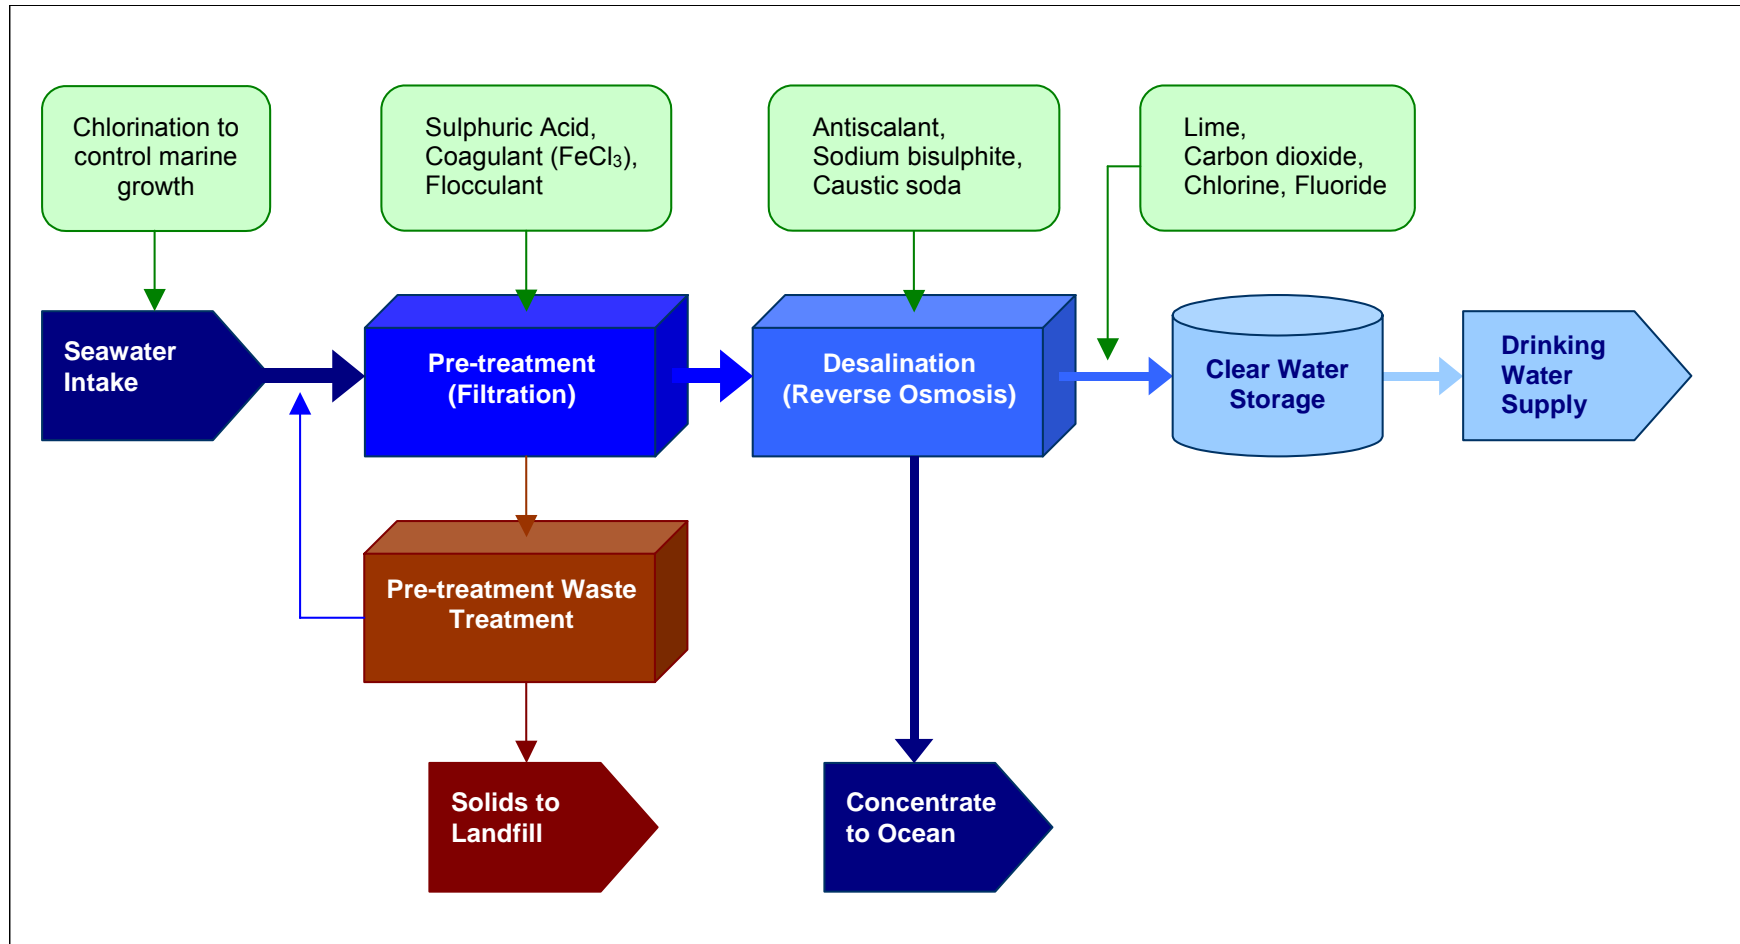 Chlorination to
control marine
growth
Sulphuric Acid,
Coagulant (FeCl₃),
Flocculant
Antiscalant,
Sodium bisulphite,
Caustic soda
Lime,
Carbon dioxide,
Chlorine, Fluoride
Seawater
Intake
Pre-treatment
(Filtration)
Desalination
(Reverse Osmosis)
Clear Water
Storage
Drinking
Water
Supply
Pre-treatment Waste
Treatment
Solids to
Landfill
Concentrate
to Ocean